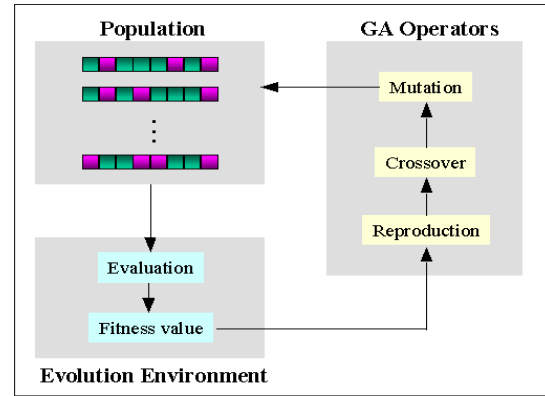 Population
GA Operators
Mutation
Crossover
Reproduction
Evaluation
Fitness value
Evolution Environment